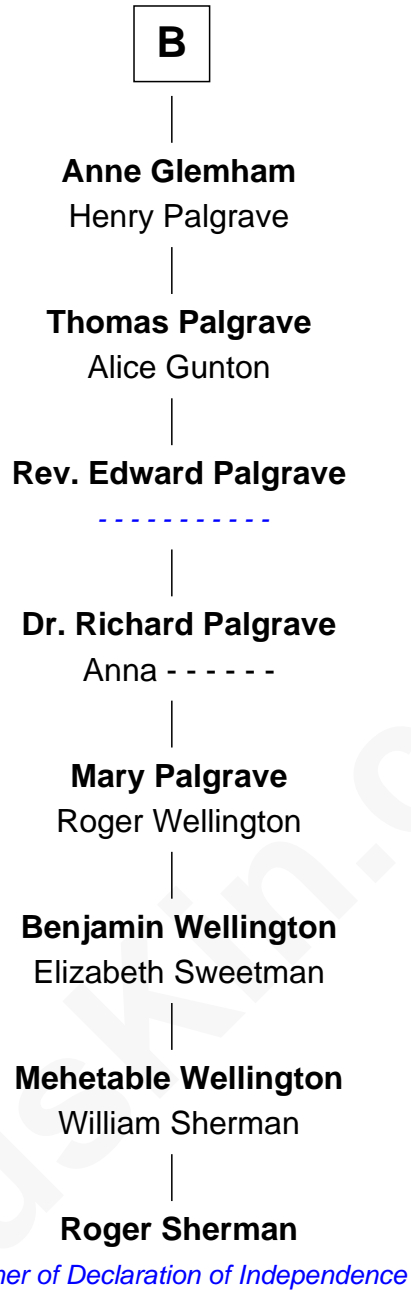 B
Anne Glemham
Henry Palgrave
Thomas Palgrave
Alice Gunton
Rev. Edward Palgrave
- - - - - - - - - - -
Dr. Richard Palgrave
Anna - - - - - -
Mary Palgrave
Roger Wellington
Benjamin Wellington
Elizabeth Sweetman
Mehetable Wellington
William Sherman
Roger Sherman
of Declaration of Independence